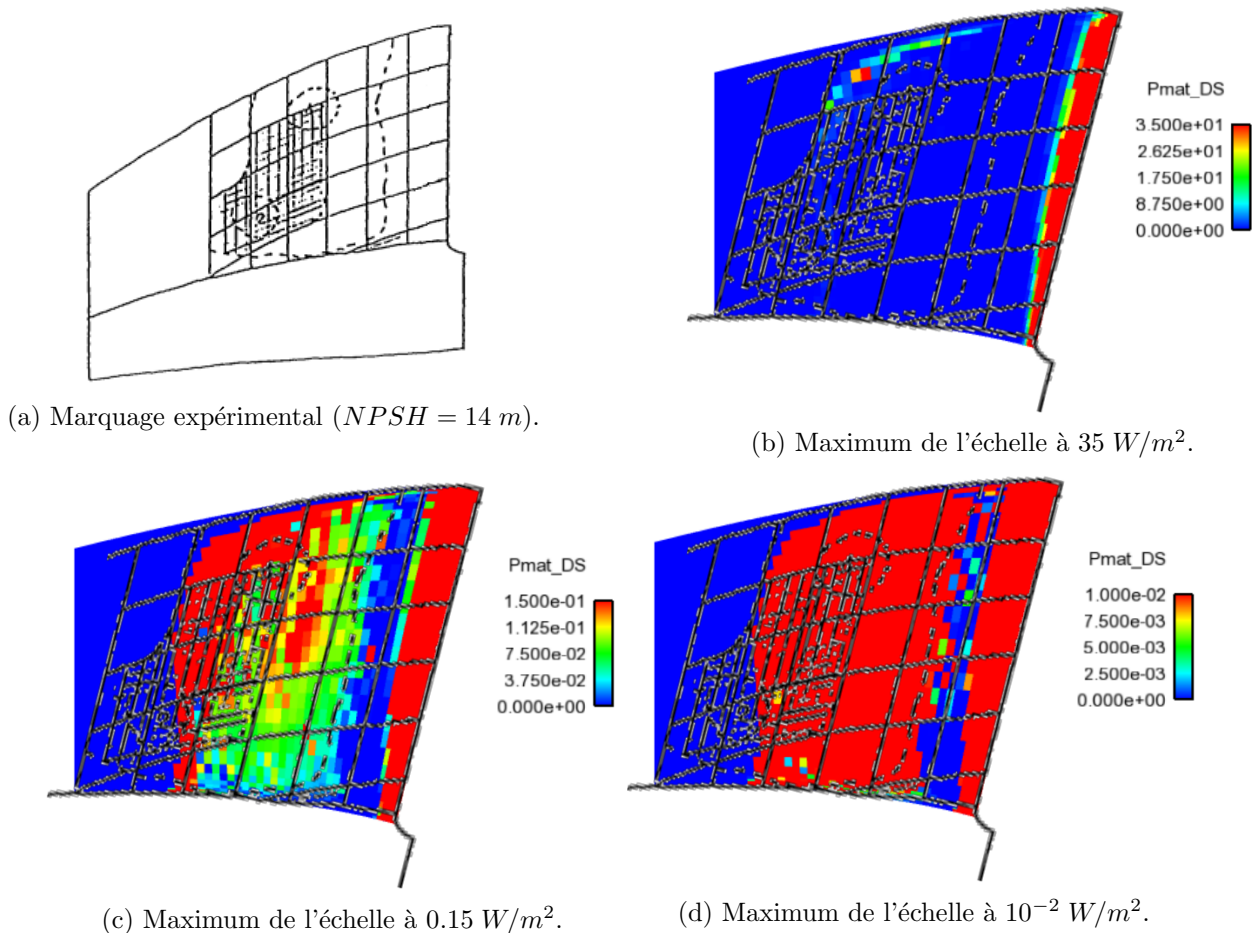 Pmat_DS
3.500e+01
2.625e+01
1.750e+01
8.750e+00
0.000e+00
(a) Marquage expérimental (NPSH = 14 m).
(b) Maximum de l'échelle à 35 W/m².
Pmat_DS
1.500e-01
1.125e-01
7.500e-02
3.750e-02
0.000e+00
Pmat_DS
1.000e-02
7.500e-03
5.000e-03
2.500e-03
0.000e+00
(c) Maximum de l'échelle à 0.15 W/m².
(d) Maximum de l'échelle à 10⁻² W/m².